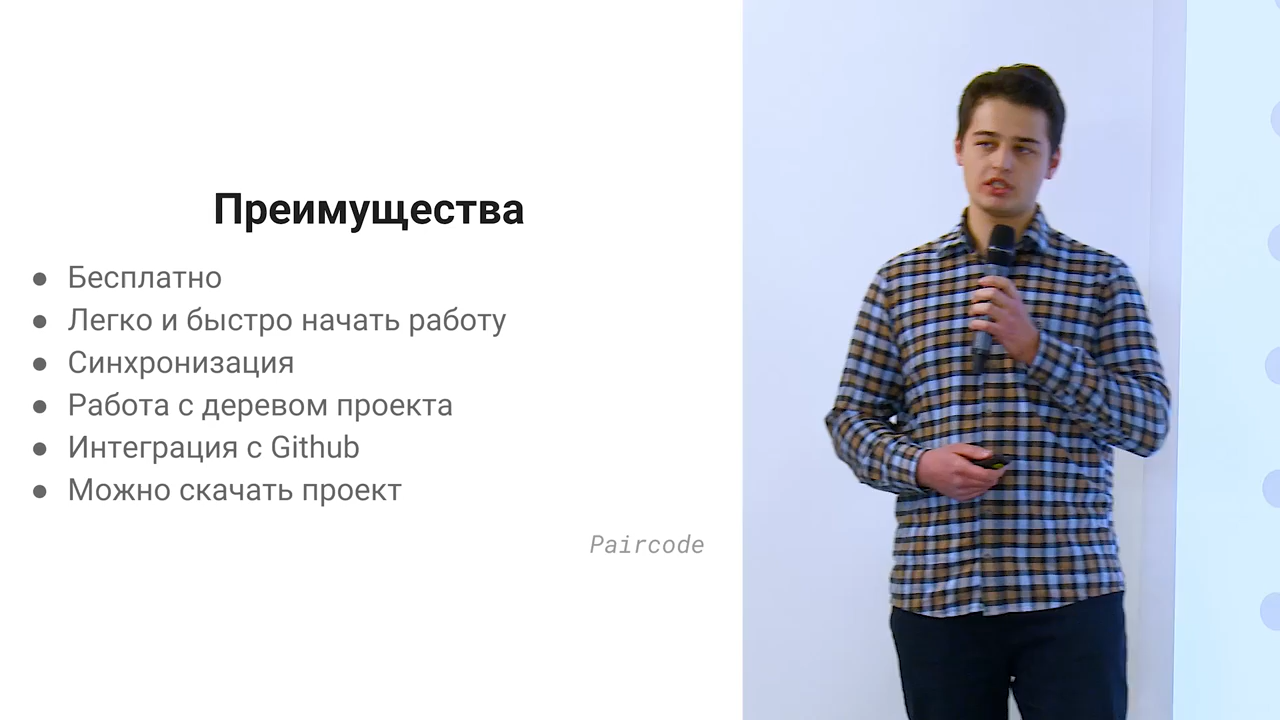 Преимущества
● Бесплатно
● Легко и быстро начать работу
● Синхронизация
● Работа с деревом проекта
● Интеграция с Github
● Можно скачать проект
Paircode